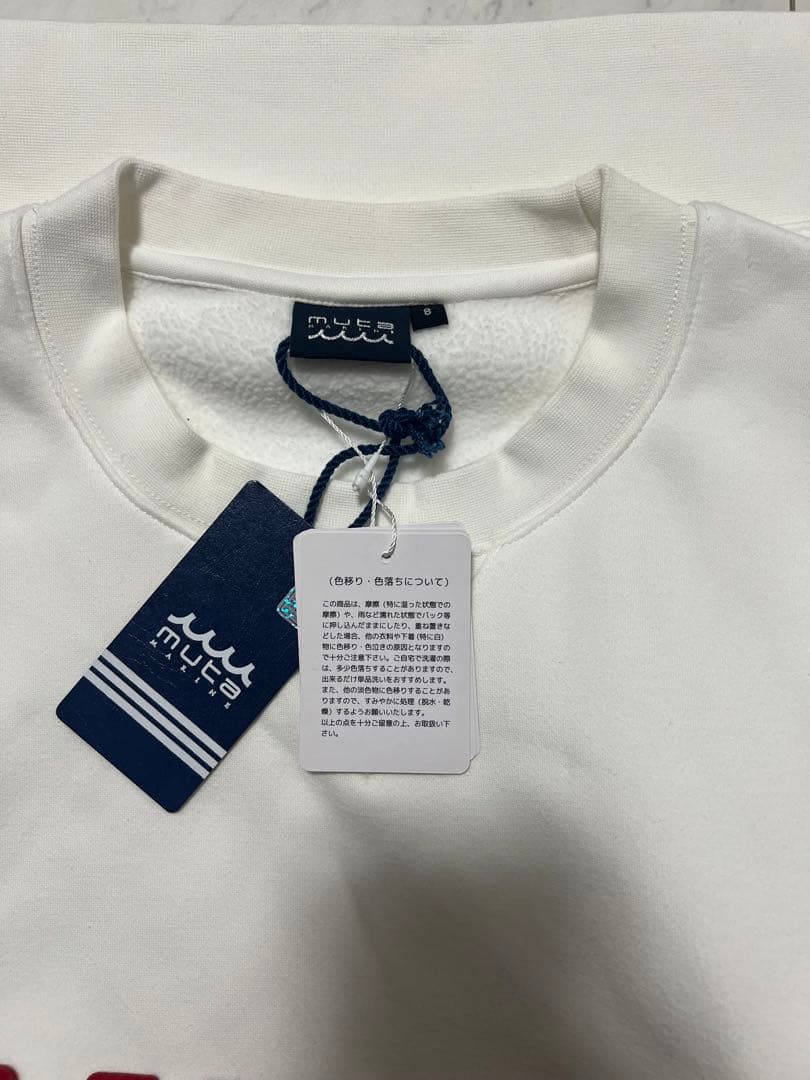 muta
MARINE
8
muta
MARINE
(色移り・色落ちについて)
この商品は、摩擦(特に湿った状態での
摩擦)や、雨など濡れた状態でバック等
に押し込んだままにしたり、重ね置きな
どした場合、他の衣料や下着(特に白)
物に色移り・色泣きの原因となりますの
で十分ご注意下さい。ご自宅で洗濯の際
は、多少色落ちすることがありますので、
出来るだけ単品洗いをおすすめします。
また、他の淡色物に色移りすることがあ
りますので、すみやかに処理(脱水・乾
燥)するようお願いいたします。
以上の点を十分ご留意の上、お取扱い下
さい。